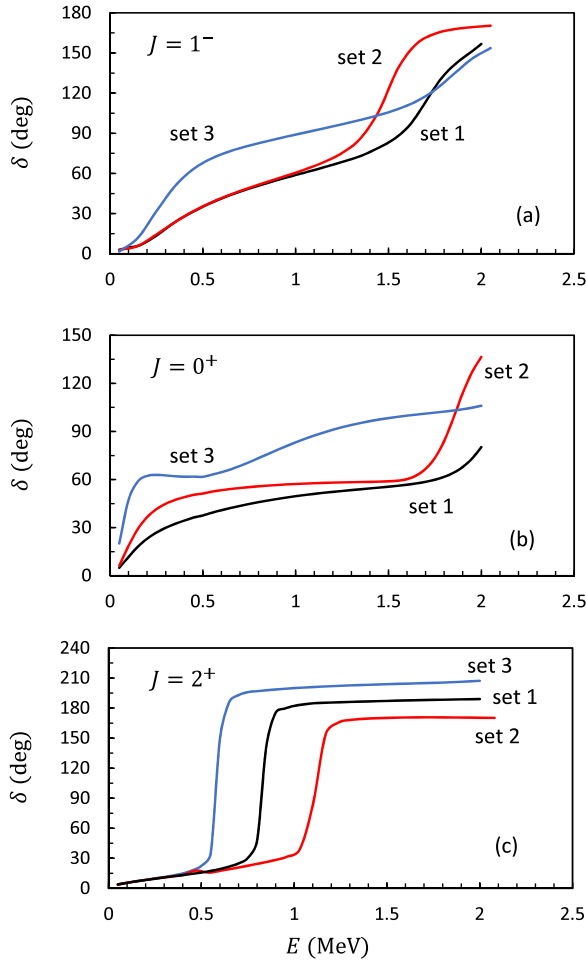 180
J = 1⁻
150
set 2
120
δ (deg)
90
set 3
set 1
60
30
(a)
0
0 0.5 1 1.5 2 2.5
150
J = 0⁺
120
set 2
δ (deg)
90
set 3
60
set 1
30
(b)
0
0 0.5 1 1.5 2 2.5
240
J = 2⁺
set 3
210
set 1
180
set 2
150
δ (deg)
120
90
60
30
(c)
0
0 0.5 1 1.5 2 2.5
E (MeV)